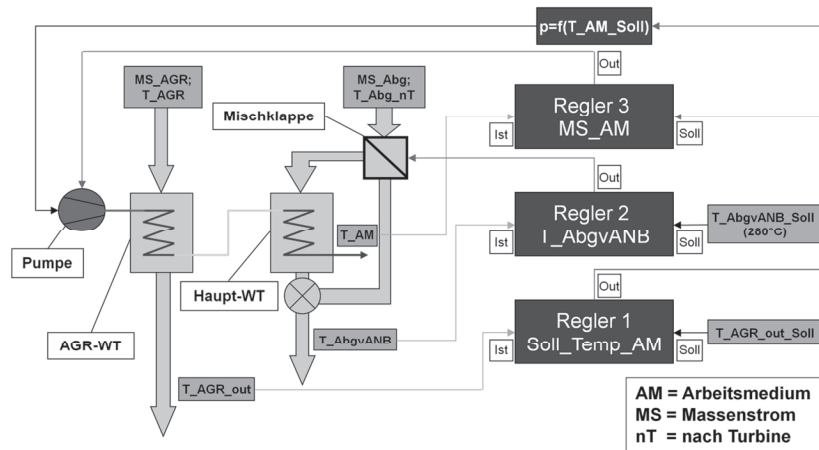 p=f(T_AM_Soll)
Out
MS_AGR;
T_AGR
MS_Abg;
T_Abg_nT
Mischklappe
Regler 3
MS_AM
Ist
Soll
Out
Regler 2
T_AbgvANB
Ist
Soll
T_AbgvANB_Soll
(280°C)
T_AM
Pumpe
Haupt-WT
AGR-WT
Out
Regler 1
Soll_Temp_AM
Ist
Soll
T_AGR_out_Soll
T_AbgvANB
T_AGR_out
AM = Arbeitsmedium
MS = Massenstrom
nT = nach Turbine